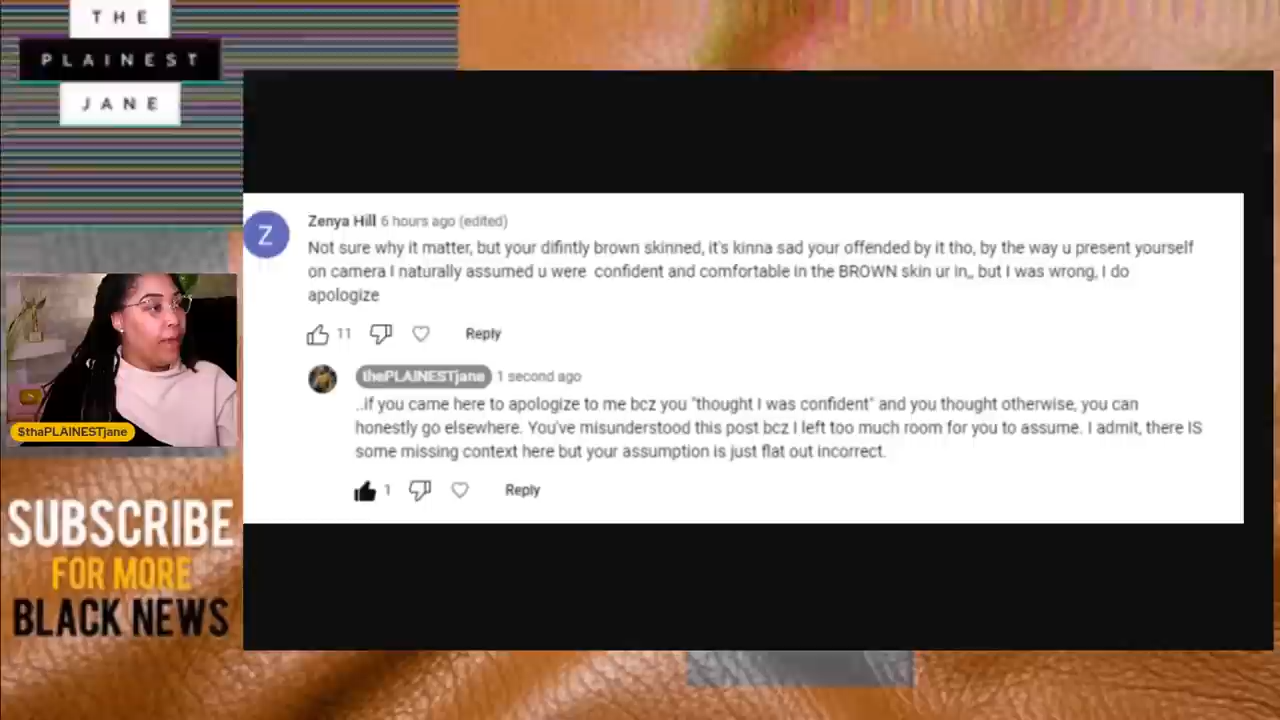 THE
PLAINEST
JANE
Zenya Hill 6 hours ago (edited)
Not sure why it matter, but your difintly brown skinned, it's kinna sad your offended by it tho, by the way u present yourself
on camera I naturally assumed u were confident and comfortable in the BROWN skin ur in,, but I was wrong, I do
apologize
11 Reply
thePLAINESTjane 1 second ago
..if you came here to apologize to me bcz you "thought I was confident" and you thought otherwise, you can
honestly go elsewhere. You've misunderstood this post bcz I left too much room for you to assume. I admit, there IS
some missing context here but your assumption is just flat out incorrect.
1 Reply
Z
$thaPLAINESTjane
SUBSCRIBE
FOR MORE
BLACK NEWS